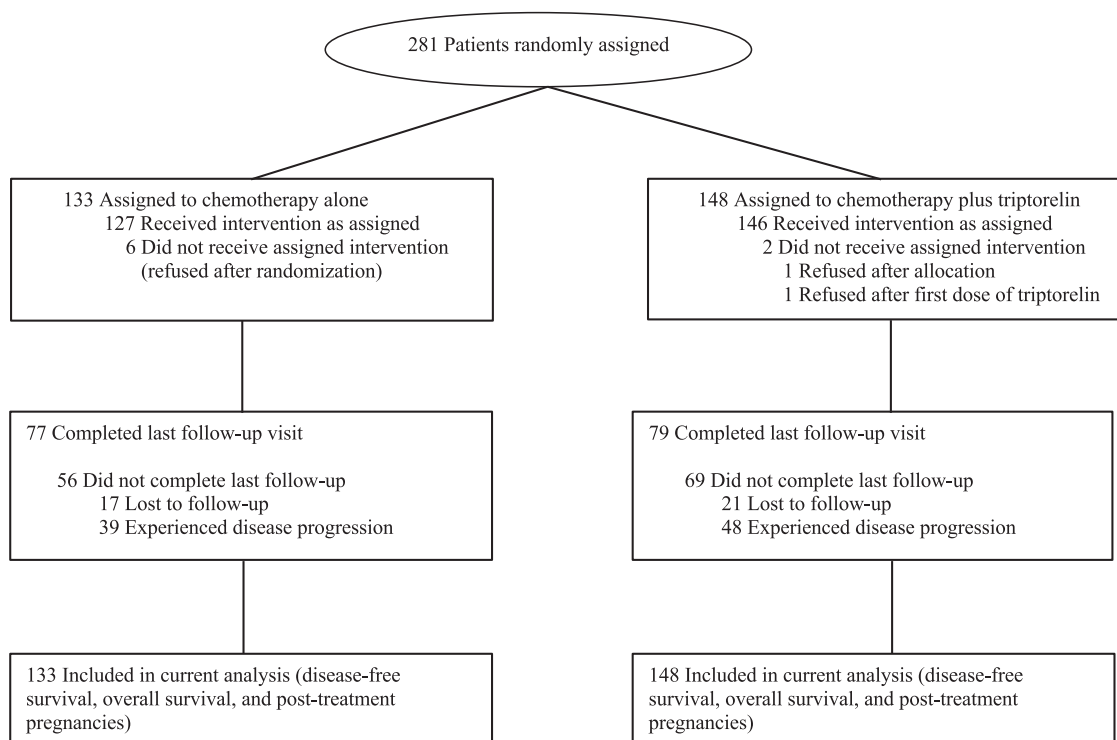 281 Patients randomly assigned
133 Assigned to chemotherapy alone
127 Received intervention as assigned
6 Did not receive assigned intervention
(refused after randomization)
148 Assigned to chemotherapy plus triptorelin
146 Received intervention as assigned
2 Did not receive assigned intervention
1 Refused after allocation
1 Refused after first dose of triptorelin
77 Completed last follow-up visit
56 Did not complete last follow-up
17 Lost to follow-up
39 Experienced disease progression
79 Completed last follow-up visit
69 Did not complete last follow-up
21 Lost to follow-up
48 Experienced disease progression
133 Included in current analysis (disease-free
survival, overall survival, and post-treatment
pregnancies)
148 Included in current analysis (disease-free
survival, overall survival, and post-treatment
pregnancies)